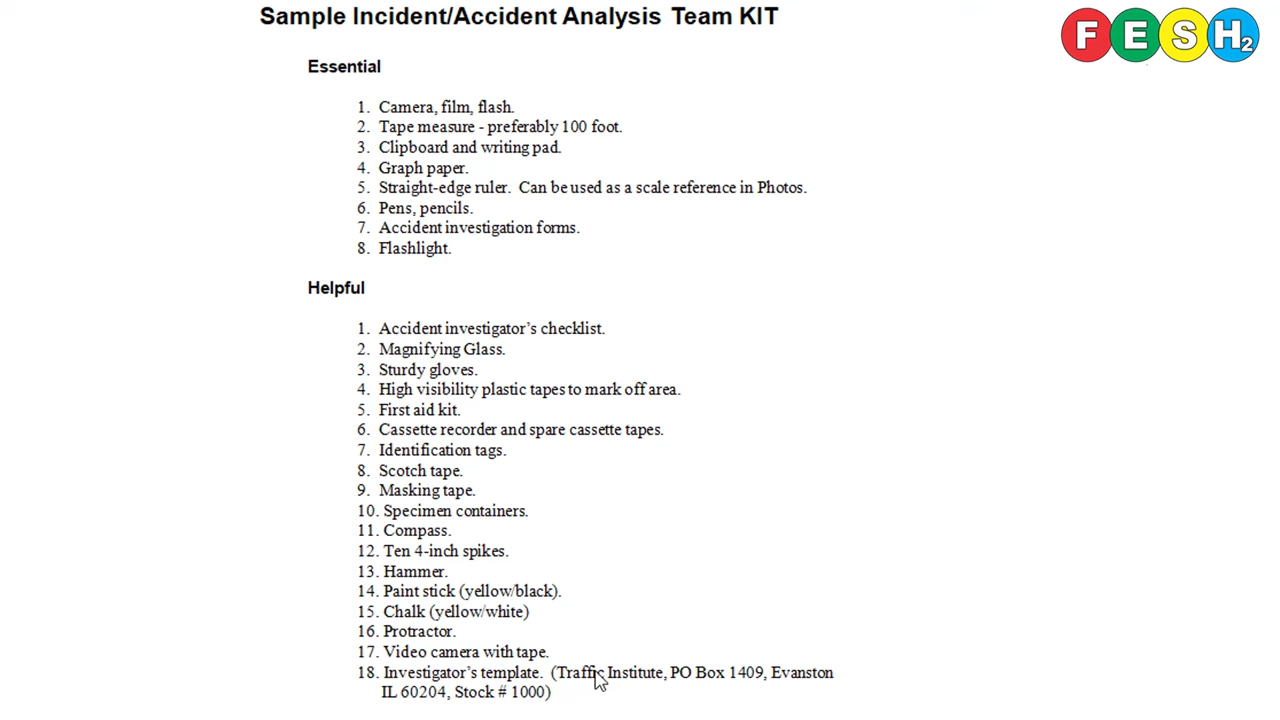 Sample Incident/Accident Analysis Team KIT
FESH2
Essential
1. Camera, film, flash.
2. Tape measure - preferably 100 foot.
3. Clipboard and writing pad.
4. Graph paper.
5. Straight-edge ruler. Can be used as a scale reference in Photos.
6. Pens, pencils.
7. Accident investigation forms.
8. Flashlight.
Helpful
1. Accident investigator's checklist.
2. Magnifying Glass.
3. Sturdy gloves.
4. High visibility plastic tapes to mark off area.
5. First aid kit.
6. Cassette recorder and spare cassette tapes.
7. Identification tags.
8. Scotch tape.
9. Masking tape.
10. Specimen containers.
11. Compass.
12. Ten 4-inch spikes.
13. Hammer.
14. Paint stick (yellow/black).
15. Chalk (yellow/white)
16. Protractor.
17. Video camera with tape.
18. Investigator's template. (Traffic Institute, PO Box 1409, Evanston
IL 60204, Stock # 1000)